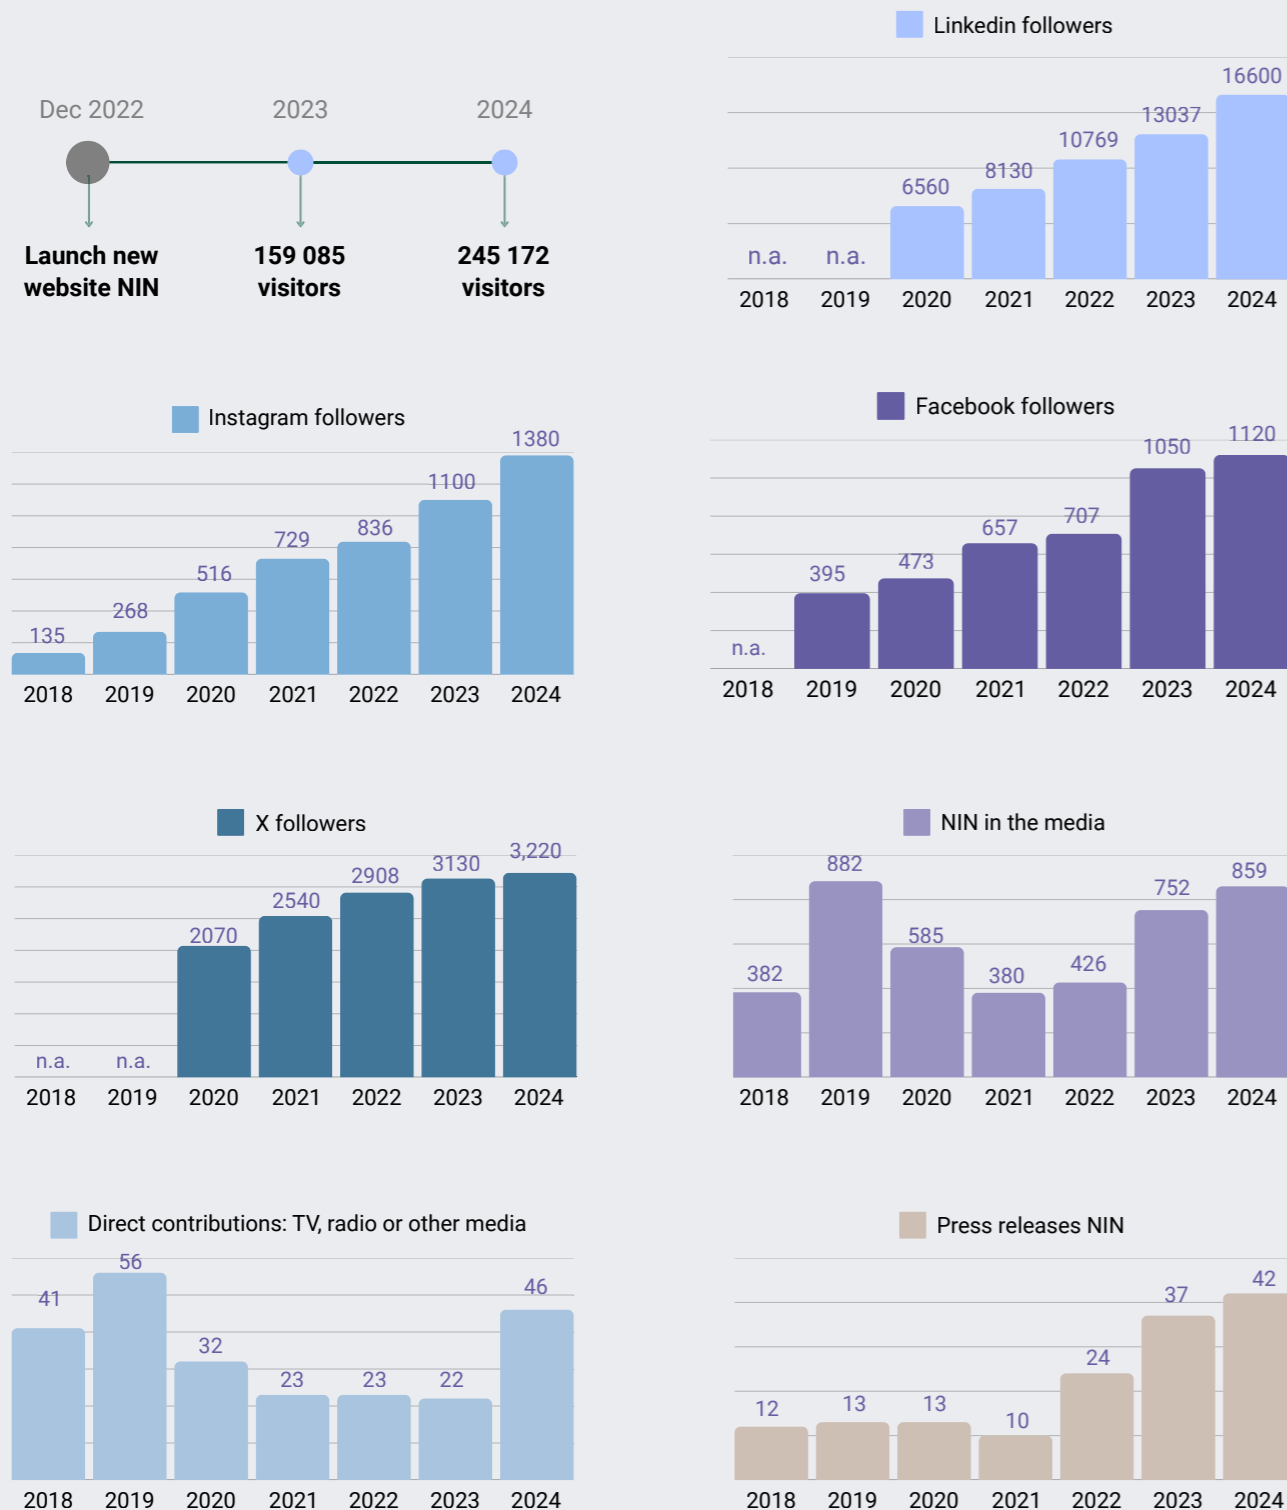 Dec 2022
2023
2024
Launch new
website NIN
159 085
visitors
245 172
visitors
Linkedin followers
n.a.
n.a.
6560
8130
10769
13037
16600
2018 2019 2020 2021 2022 2023 2024
Instagram followers
135
268
516
729
836
1100
1380
2018 2019 2020 2021 2022 2023 2024
Facebook followers
n.a.
395
473
657
707
1050
1120
2018 2019 2020 2021 2022 2023 2024
X followers
n.a.
n.a.
2070
2540
2908
3130
3,220
2018 2019 2020 2021 2022 2023 2024
NIN in the media
382
882
585
380
426
752
859
2018 2019 2020 2021 2022 2023 2024
Direct contributions: TV, radio or other media
41
56
32
23
23
22
46
2018 2019 2020 2021 2022 2023 2024
Press releases NIN
12
13
13
10
24
37
42
2018 2019 2020 2021 2022 2023 2024